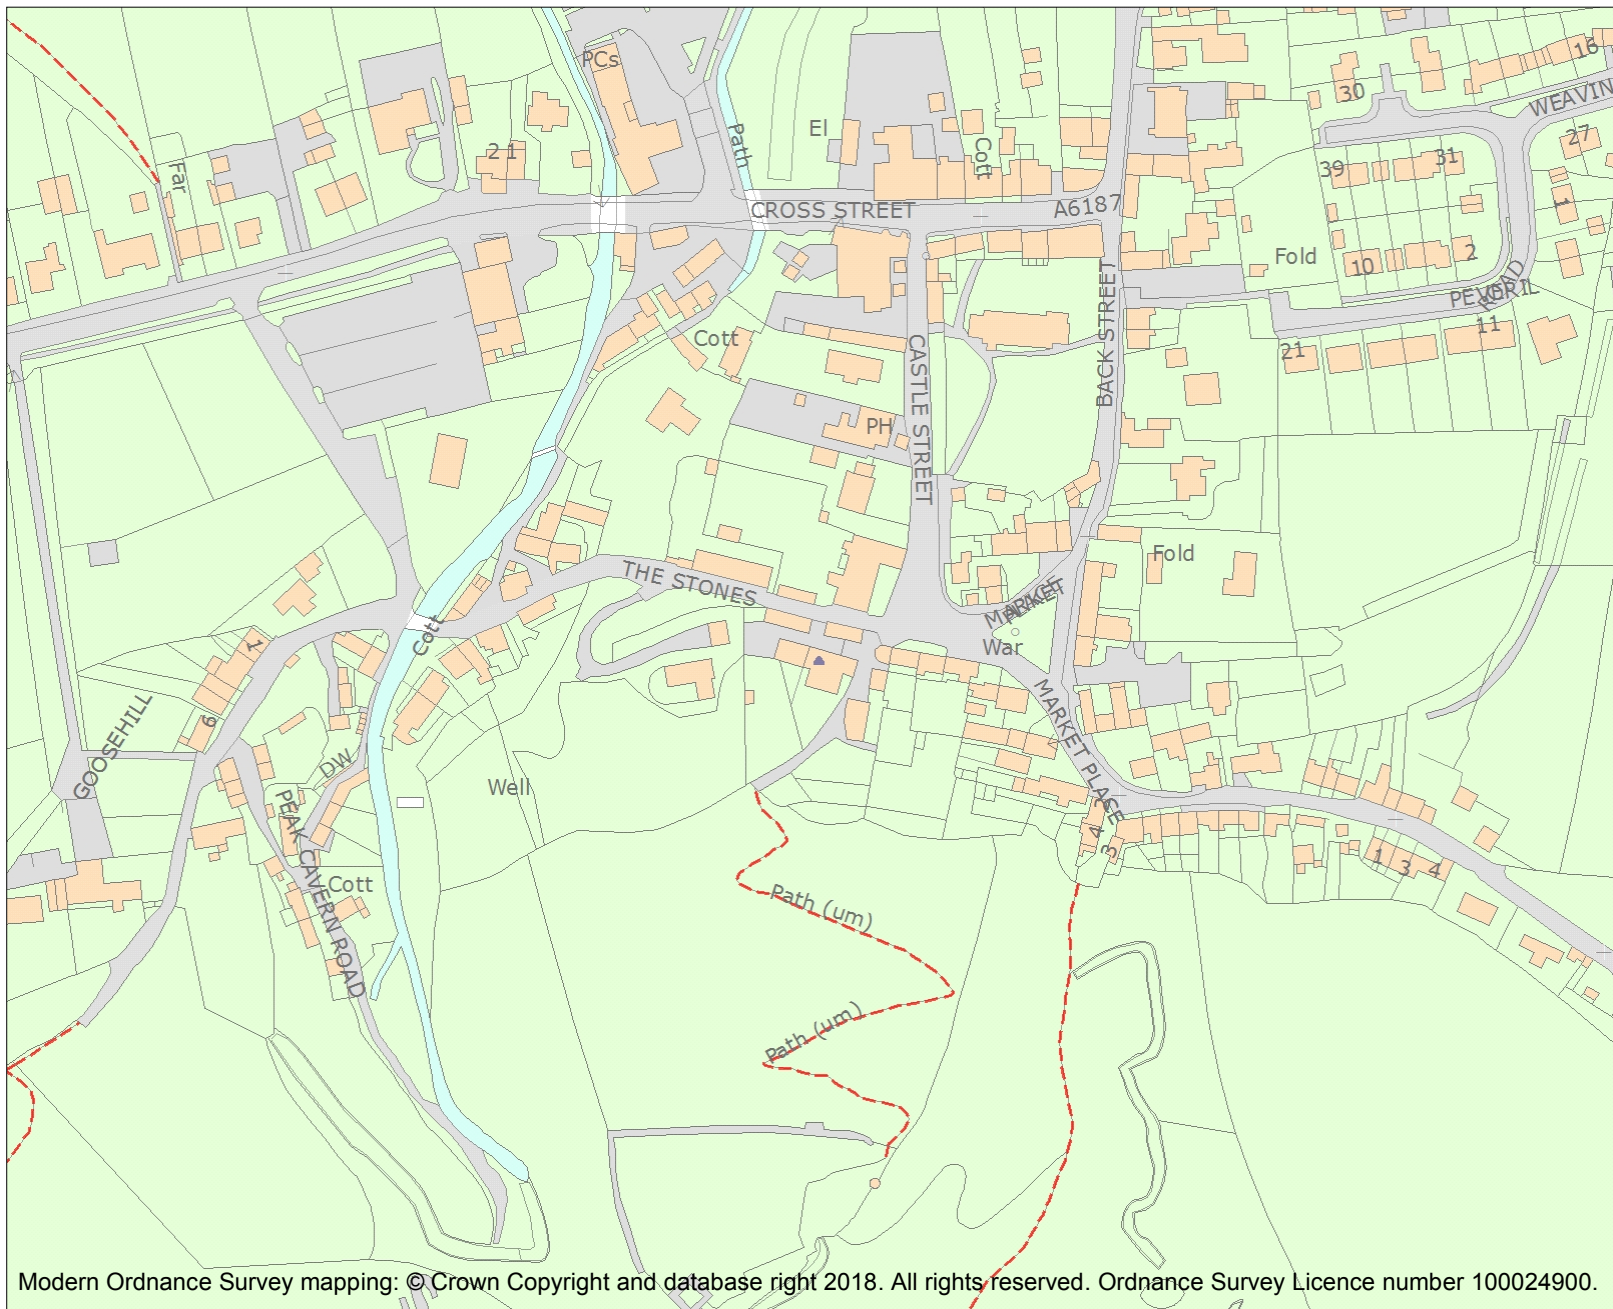 PCs
16
30
WEAVIN
El
Path
Cott
27
21
31
39
Far
1
CROSS STREET
A6187
Fold
2
10
ROAD
PEVERIL
11
21
Cott
CASTLE STREET
BACK STREET
PH
Fold
THE STONES
MARKET
PLACE
War
Cott
1
6
GOOSEHILL
MARKET PLACE
DW
Well
PEAK CAVERN ROAD
4
3
1
3
4
Cott
Path (um)
Path (um)
Modern Ordnance Survey mapping: © Crown Copyright and database right 2018. All rights reserved. Ordnance Survey Licence number 100024900.